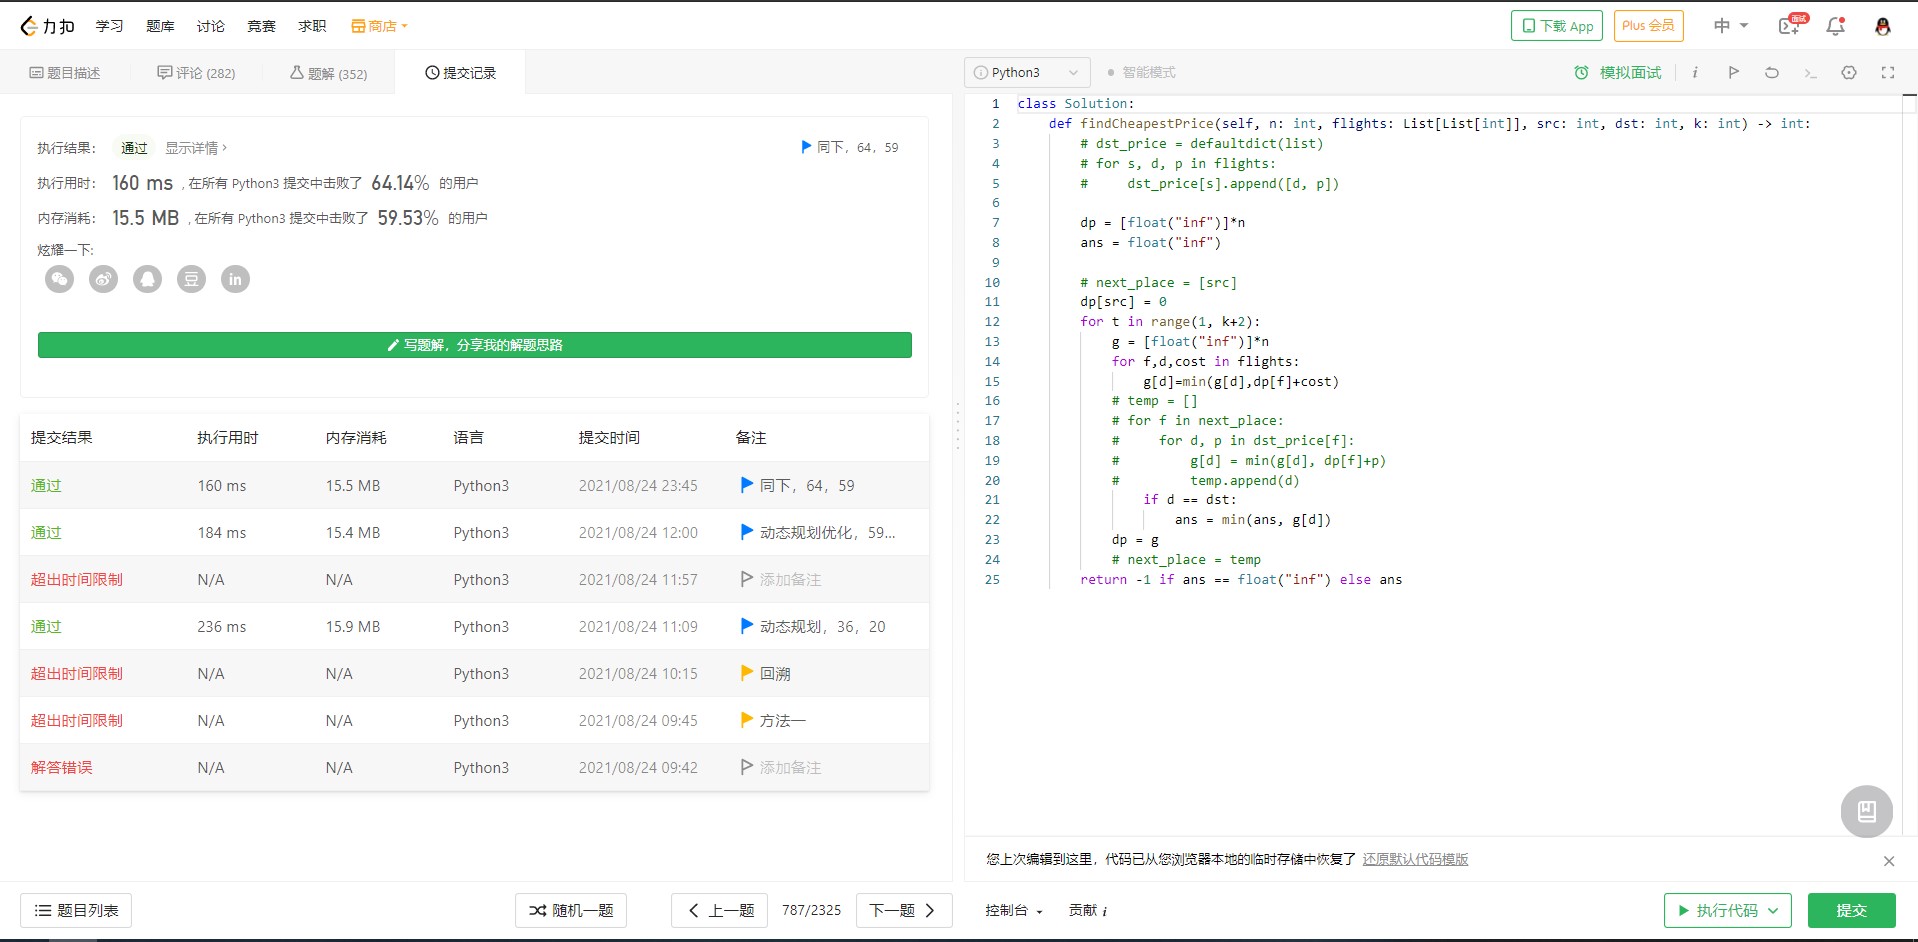 力扣 学习 题库 讨论 竞赛 求职 商店 下载 App Plus 会员 中 面试
题目描述 评论 (282) 题解 (352) 提交记录
执行结果： 通过 显示详情 > 同下，64，59
执行用时： 160 ms , 在所有 Python3 提交中击败了 64.14% 的用户
内存消耗： 15.5 MB , 在所有 Python3 提交中击败了 59.53% 的用户
炫耀一下:
豆 in
写题解，分享我的解题思路
提交结果 执行用时 内存消耗 语言 提交时间 备注
通过 160 ms 15.5 MB Python3 2021/08/24 23:45 同下，64，59
通过 184 ms 15.4 MB Python3 2021/08/24 12:00 动态规划优化，59...
超出时间限制 N/A N/A Python3 2021/08/24 11:57 添加备注
通过 236 ms 15.9 MB Python3 2021/08/24 11:09 动态规划，36，20
超出时间限制 N/A N/A Python3 2021/08/24 10:15 回溯
超出时间限制 N/A N/A Python3 2021/08/24 09:45 方法一
解答错误 N/A N/A Python3 2021/08/24 09:42 添加备注
题目列表 随机一题 上一题 787/2325 下一题
Python3 智能模式 模拟面试 i
1 class Solution:
2 def findCheapestPrice(self, n: int, flights: List[List[int]], src: int, dst: int, k: int) -> int:
3 # dst_price = defaultdict(list)
4 # for s, d, p in flights:
5 # dst_price[s].append([d, p])
6
7 dp = [float("inf")]*n
8 ans = float("inf")
9
10 # next_place = [src]
11 dp[src] = 0
12 for t in range(1, k+2):
13 g = [float("inf")]*n
14 for f,d,cost in flights:
15 g[d]=min(g[d],dp[f]+cost)
16 # temp = []
17 # for f in next_place:
18 # for d, p in dst_price[f]:
19 # g[d] = min(g[d], dp[f]+p)
20 # temp.append(d)
21 if d == dst:
22 ans = min(ans, g[d])
23 dp = g
24 # next_place = temp
25 return -1 if ans == float("inf") else ans
您上次编辑到这里，代码已从您浏览器本地的临时存储中恢复了 还原默认代码模版
控制台 贡献 i 执行代码 提交